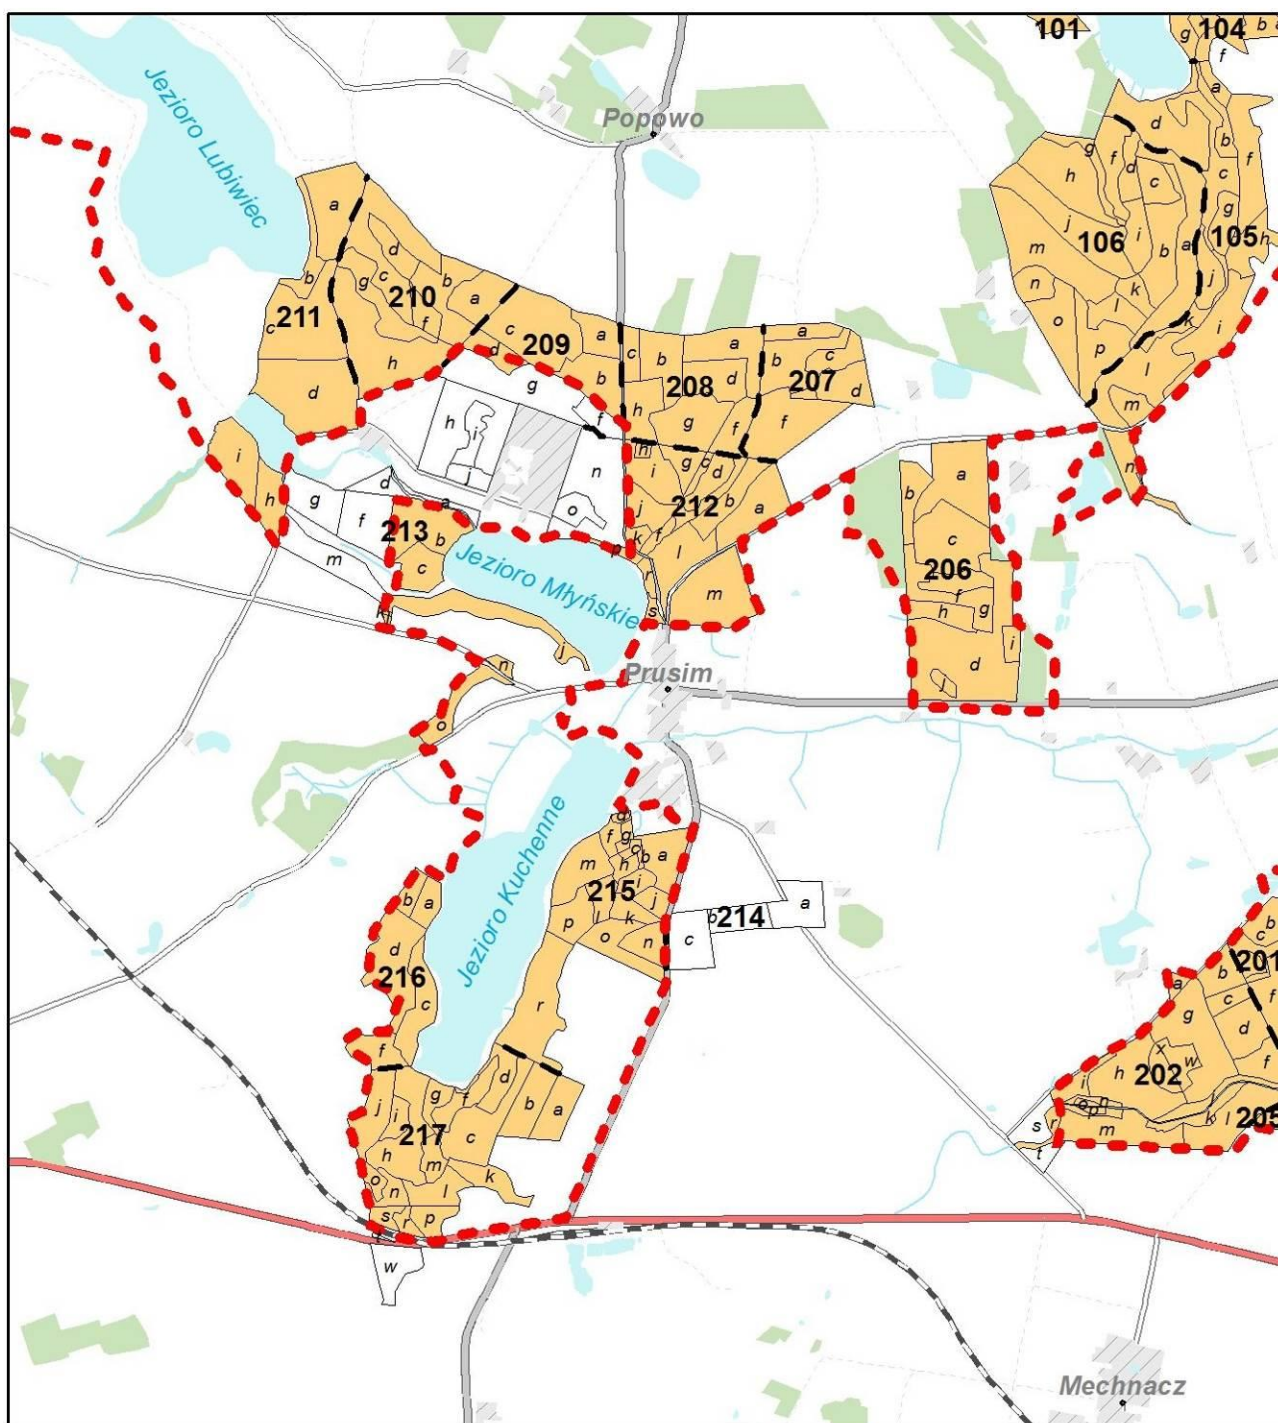 101
104
g
b
a
f
Jezioro Lubiwiec
Popowo
a
d
b
g
f
d
c
c
f
h
a
g
j
106
i
105
m
b
a
h
n
k
j
l
k
i
o
p
l
m
n
a
d
b
g
c
b
210
a
211
c
f
h
d
c
209
a
d
b
g
f
c
b
a
208
d
h
g
f
a
c
b
207
d
f
h
i
j
n
o
n
i
g
c
d
b
a
212
j
k
f
l
p
r
s
m
a
b
c
206
f
h
g
i
d
j
i
h
d
g
f
a
213
b
c
m
k
j
Jezioro Młyńskie
Prusim
n
o
d
f
g
c
b
a
m
h
i
215
j
l
k
p
o
n
r
b
214
a
c
b
a
d
216
c
f
Jezioro Kuchenne
b
c
201
a
b
g
c
f
d
x
w
h
202
i
f
n
o
p
j
k
l
205
m
r
s
t
d
g
f
b
a
j
i
217
c
h
m
k
o
n
l
s
r
p
t
w
Mechnacz